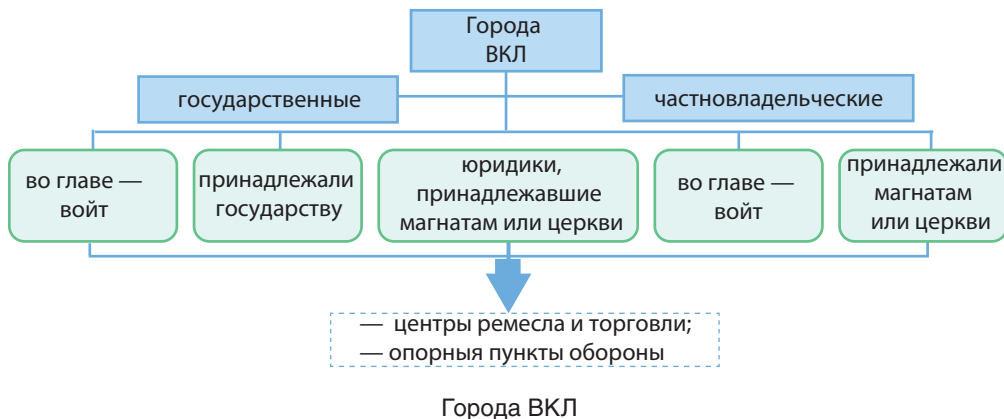 Города
ВКЛ
государственные
частновладельческие
во главе —
войт
принадлежали
государству
юридики,
принадлежавшие
магнатам или церкви
во главе —
войт
принадлежали
магнатам
или церкви
— центры ремесла и торговли;
— опорныя пункты обороны
Города ВКЛ